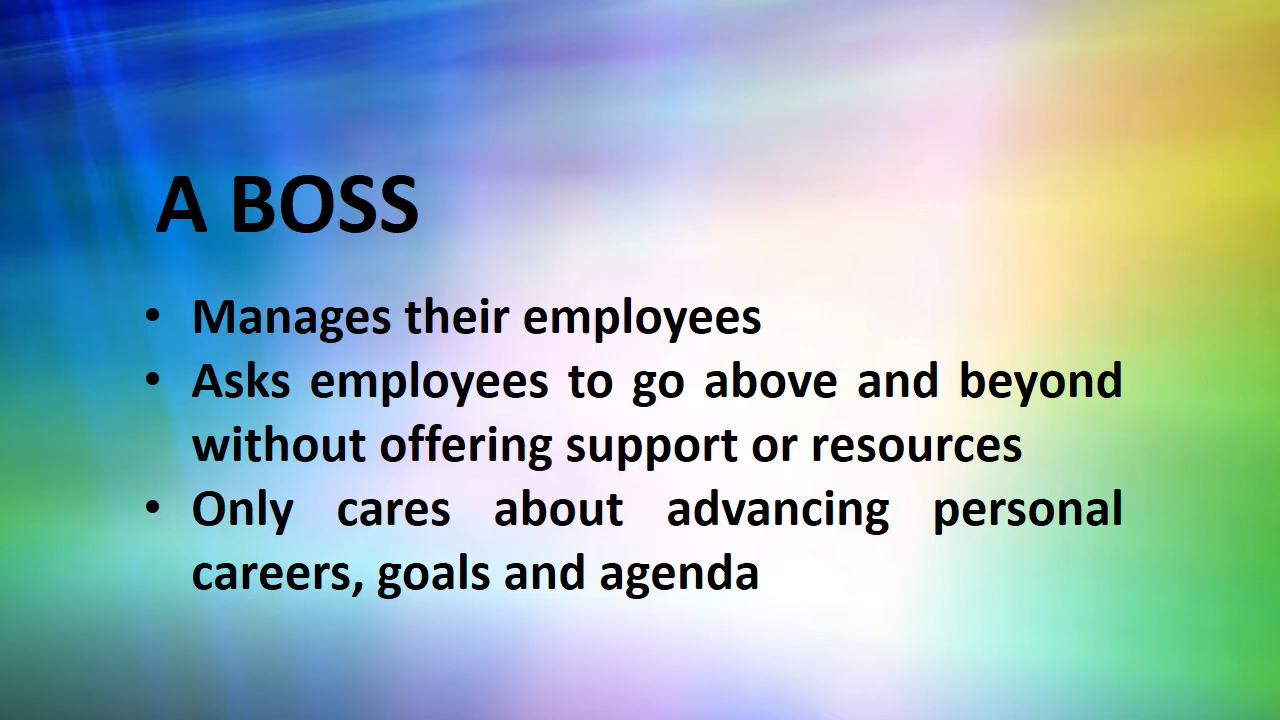 A BOSS
• Manages their employees
• Asks employees to go above and beyond
without offering support or resources
• Only cares about advancing personal
careers, goals and agenda